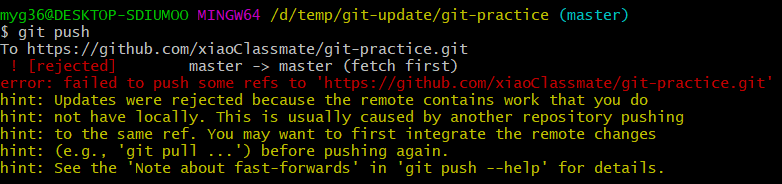 myg36@DESKTOP-SDIUMOO MINGW64 /d/temp/git-update/git-practice (master)
$ git push
To https://github.com/xiaoClassmate/git-practice.git
 ! [rejected]        master -> master (fetch first)
error: failed to push some refs to 'https://github.com/xiaoClassmate/git-practice.git'
hint: Updates were rejected because the remote contains work that you do
hint: not have locally. This is usually caused by another repository pushing
hint: to the same ref. You may want to first integrate the remote changes
hint: (e.g., 'git pull ...') before pushing again.
hint: See the 'Note about fast-forwards' in 'git push --help' for details.